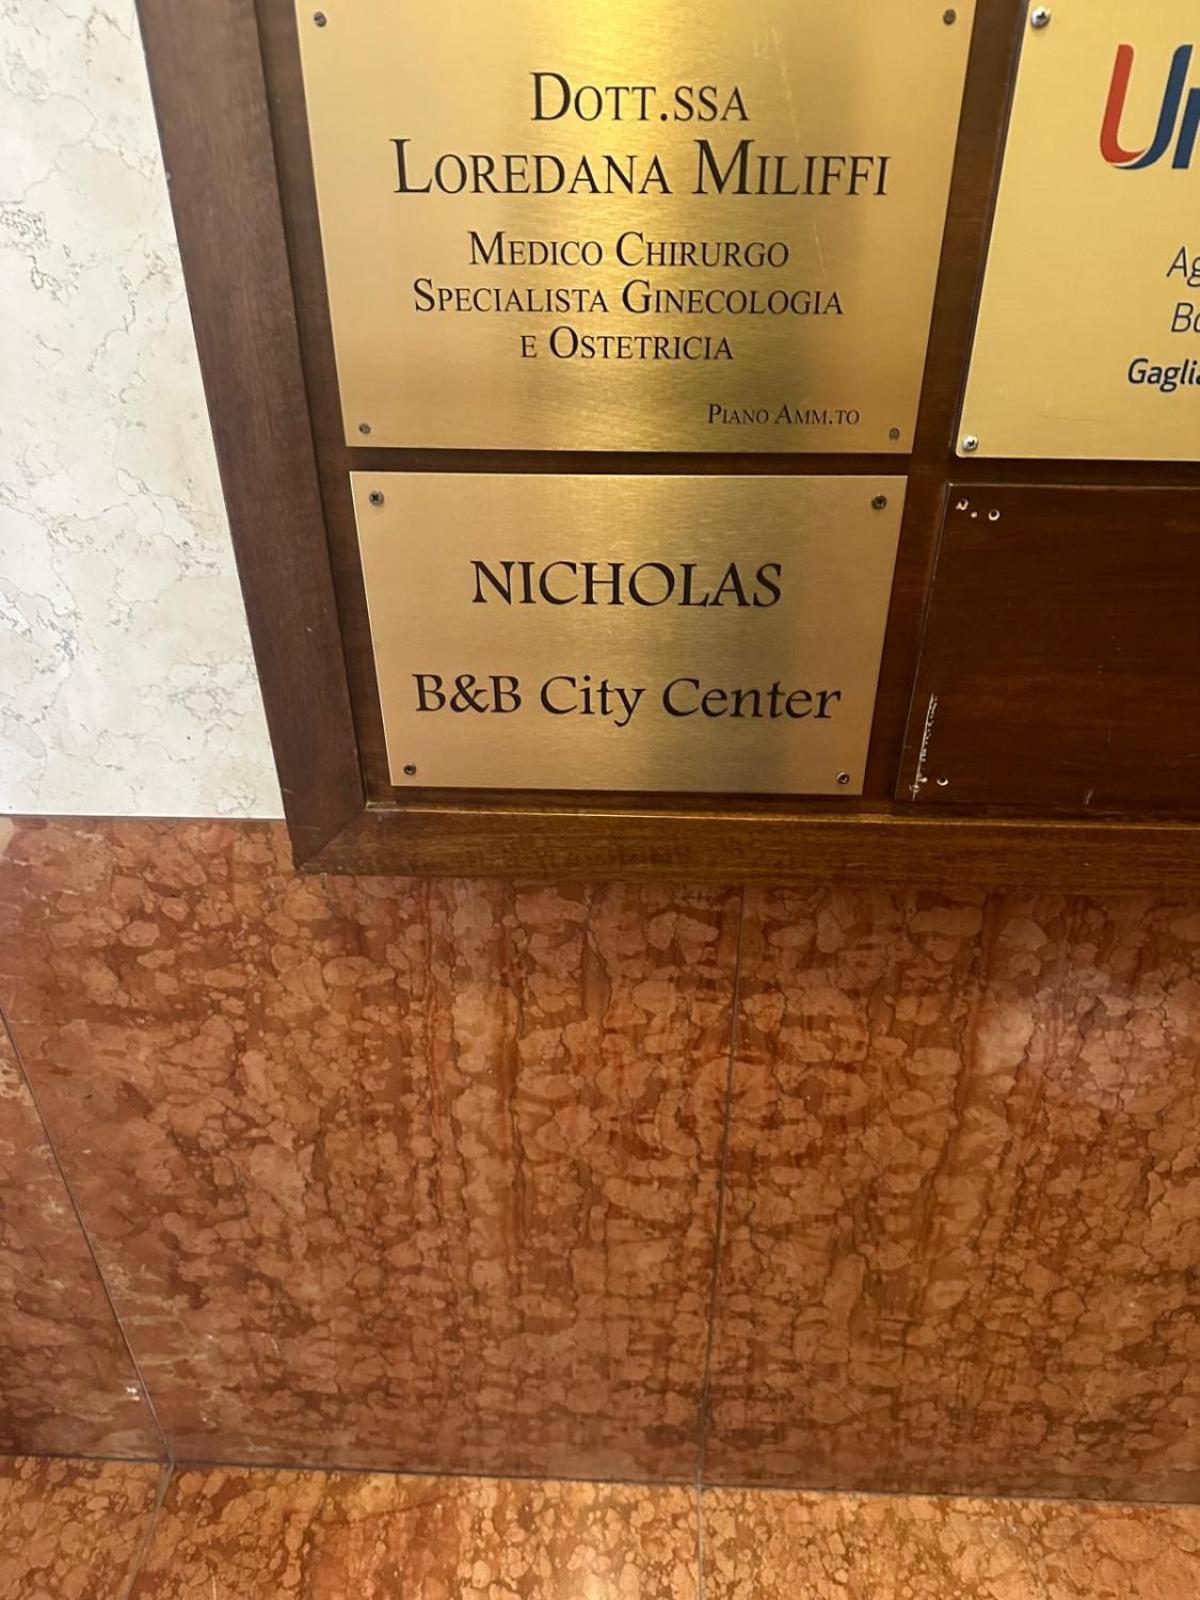 Dott.ssa
Loredana Miliffi
Medico Chirurgo
Specialista Ginecologia
e Ostetricia
Piano Amm.to
NICHOLAS
B&B City Center